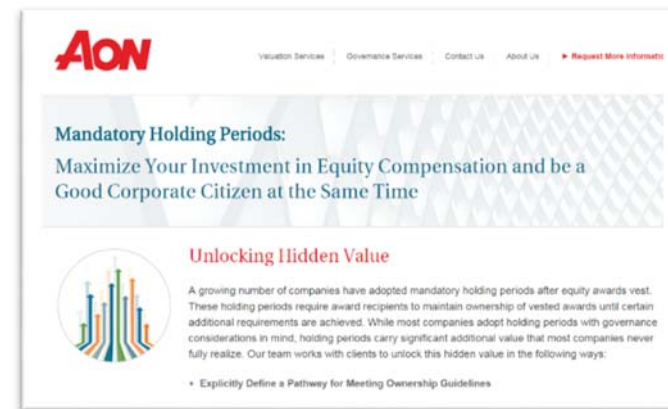 AON
Valuation Services Governance Services Contact Us About Us ► Request More Informatic
Mandatory Holding Periods:
Maximize Your Investment in Equity Compensation and be a
Good Corporate Citizen at the Same Time
Unlocking Hidden Value
A growing number of companies have adopted mandatory holding periods after equity awards vest.
These holding periods require award recipients to maintain ownership of vested awards until certain
additional requirements are achieved. While most companies adopt holding periods with governance
considerations in mind, holding periods carry significant additional value that most companies never
fully realize. Our team works with clients to unlock this hidden value in the following ways:
• Explicitly Define a Pathway for Meeting Ownership Guidelines